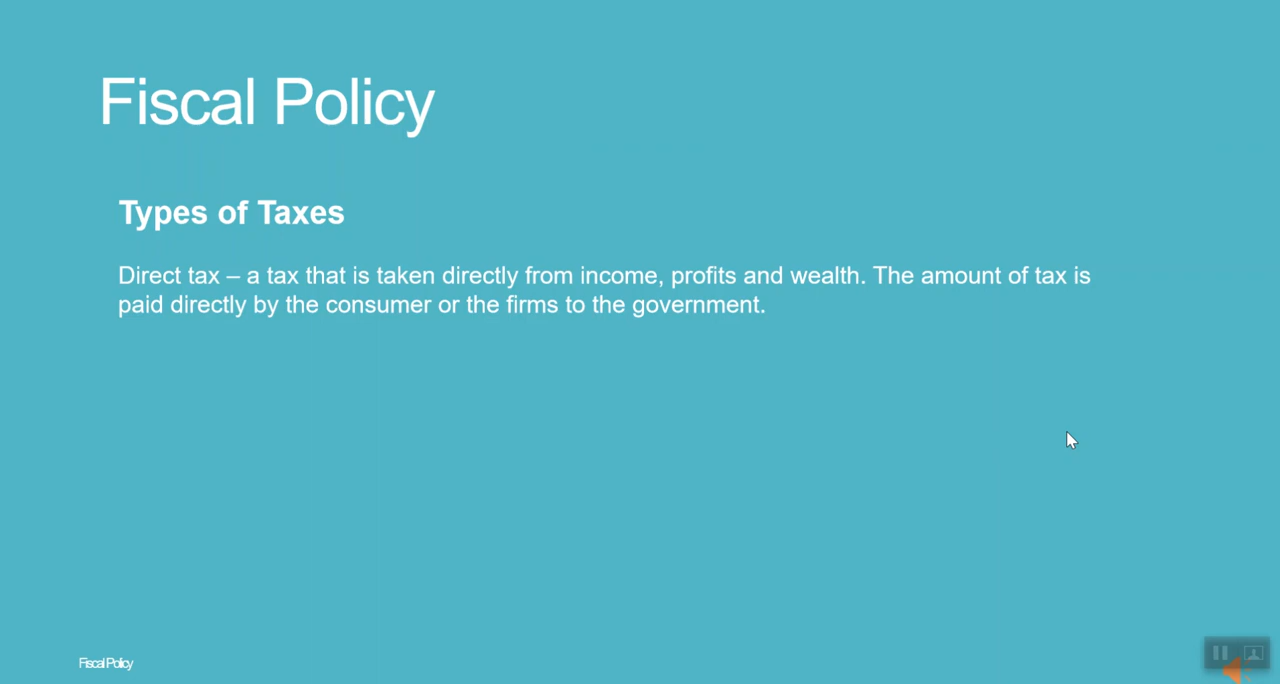 Fiscal Policy
Types of Taxes
Direct tax – a tax that is taken directly from income, profits and wealth. The amount of tax is
paid directly by the consumer or the firms to the government.
Fiscal Policy